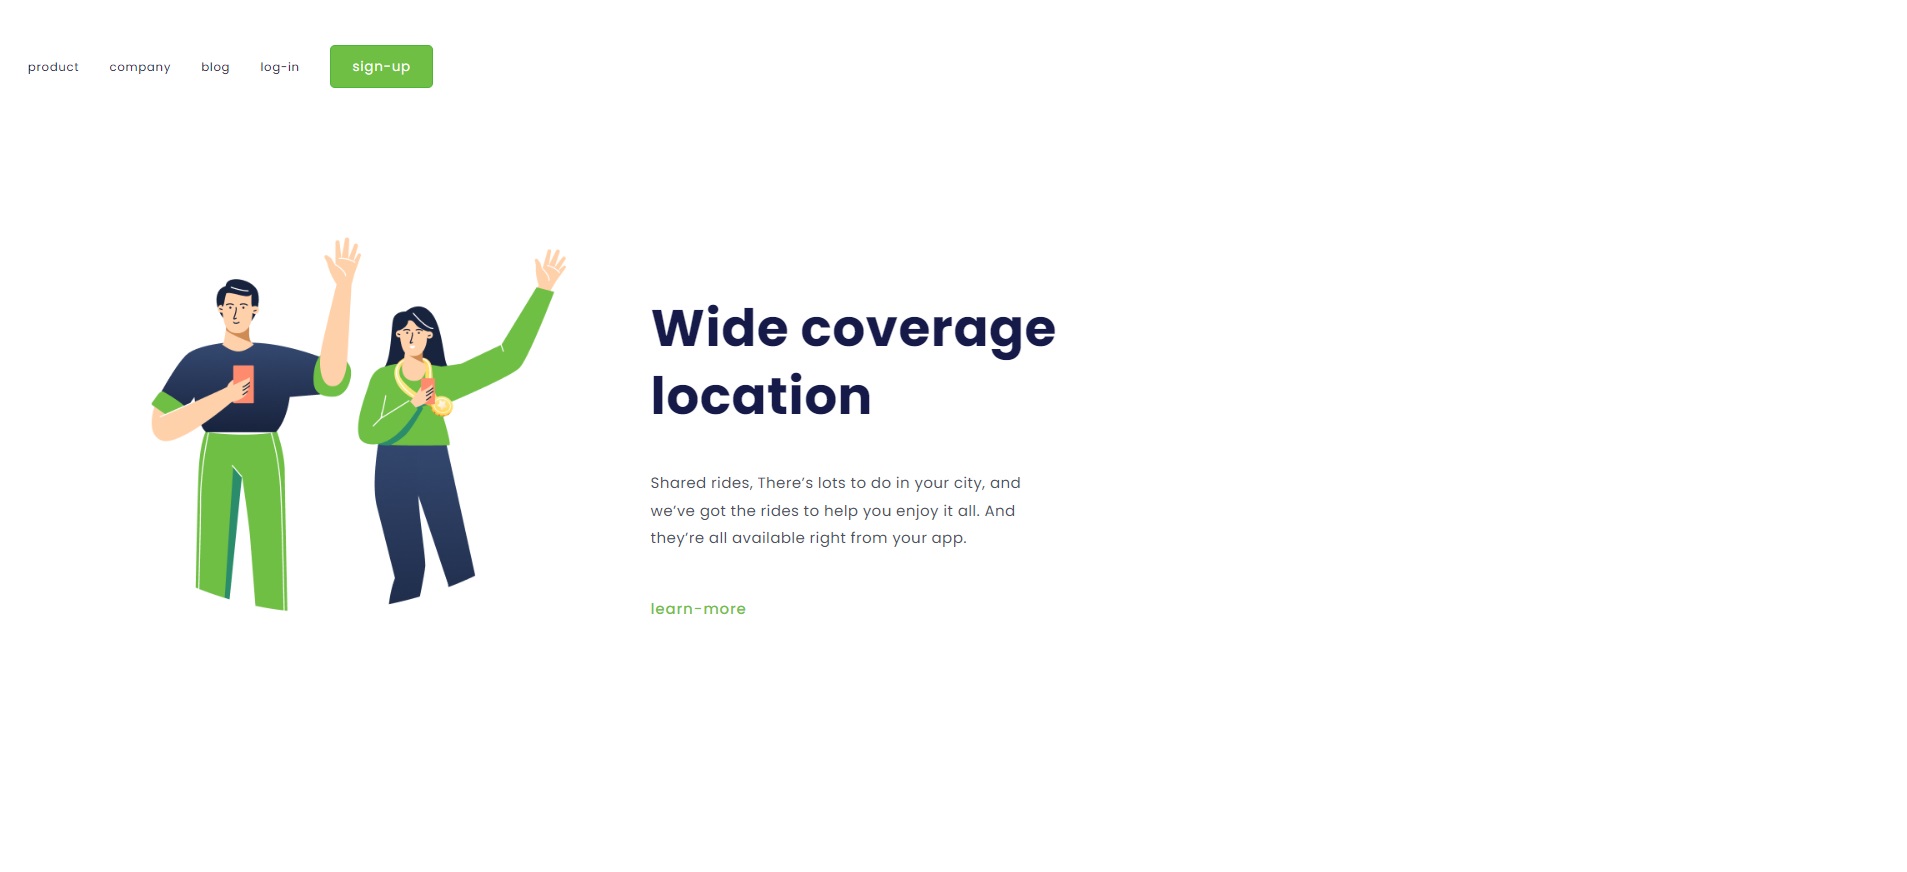 product company blog log-in sign-up
Wide coverage
location
Shared rides, There’s lots to do in your city, and
we’ve got the rides to help you enjoy it all. And
they’re all available right from your app.
learn-more